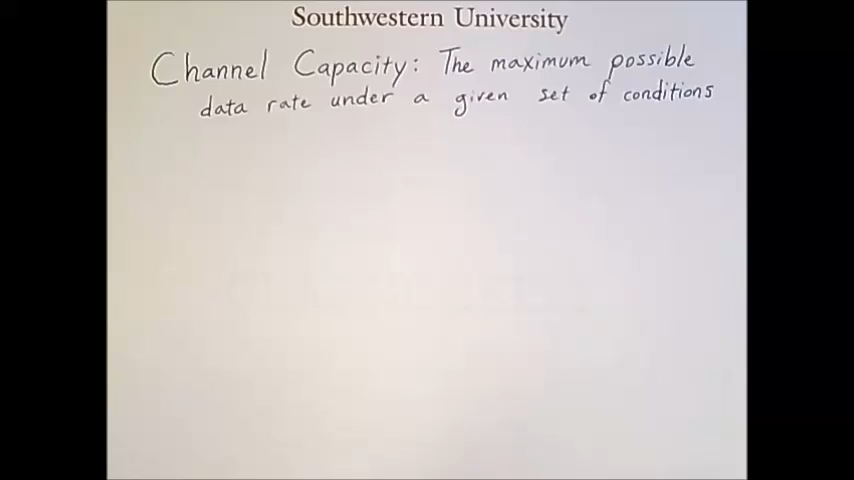 Southwestern University
Channel Capacity: The maximum possible
data rate under a given set of conditions